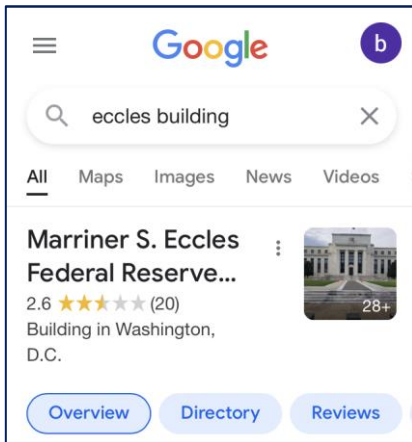 Google
b
eccles building
All Maps Images News Videos
Marriner S. Eccles
Federal Reserve...
2.6 (20)
28+
Building in Washington,
D.C.
Overview Directory Reviews